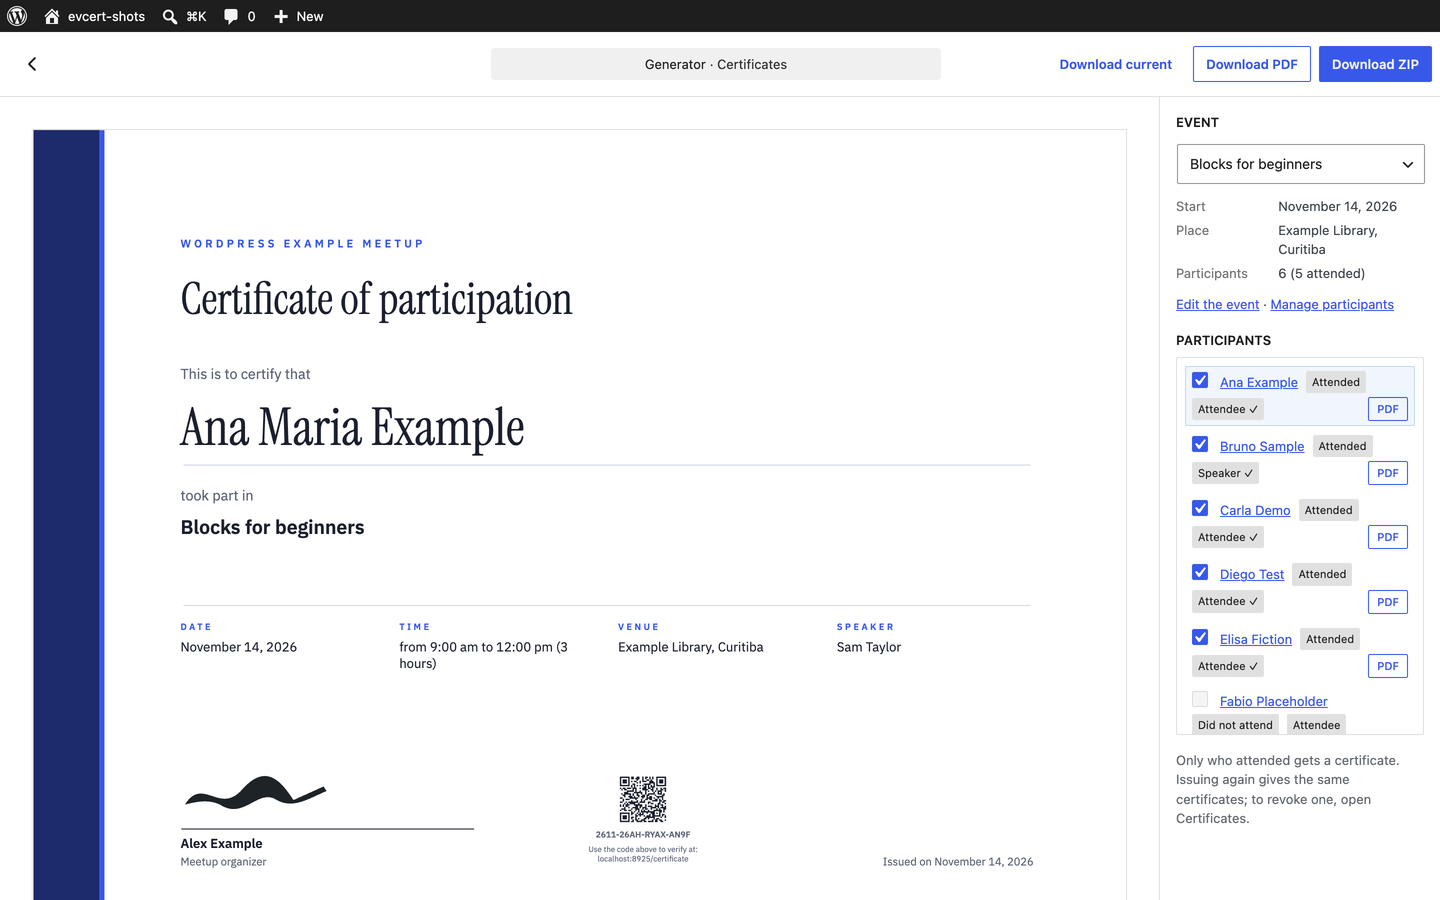 evcert-shots
⌘K
0
New
Generator · Certificates
Download current
Download PDF
Download ZIP
WORDPRESS EXAMPLE MEETUP
Certificate of participation
This is to certify that
Ana Maria Example
took part in
Blocks for beginners
DATE
November 14, 2026
TIME
from 9:00 am to 12:00 pm (3
hours)
VENUE
Example Library, Curitiba
SPEAKER
Sam Taylor
Alex Example
Meetup organizer
2611-26AH-RYAX-AN9F
Use the code above to verify at:
localhost:8925/certificate
Issued on November 14, 2026
EVENT
Blocks for beginners
Start November 14, 2026
Place Example Library,
Curitiba
Participants 6 (5 attended)
Edit the event · Manage participants
PARTICIPANTS
Ana Example Attended
Attendee ✓ PDF
Bruno Sample Attended
Speaker ✓ PDF
Carla Demo Attended
Attendee ✓ PDF
Diego Test Attended
Attendee ✓ PDF
Elisa Fiction Attended
Attendee ✓ PDF
Fabio Placeholder
Did not attend Attendee
Only who attended gets a certificate.
Issuing again gives the same
certificates; to revoke one, open
Certificates.